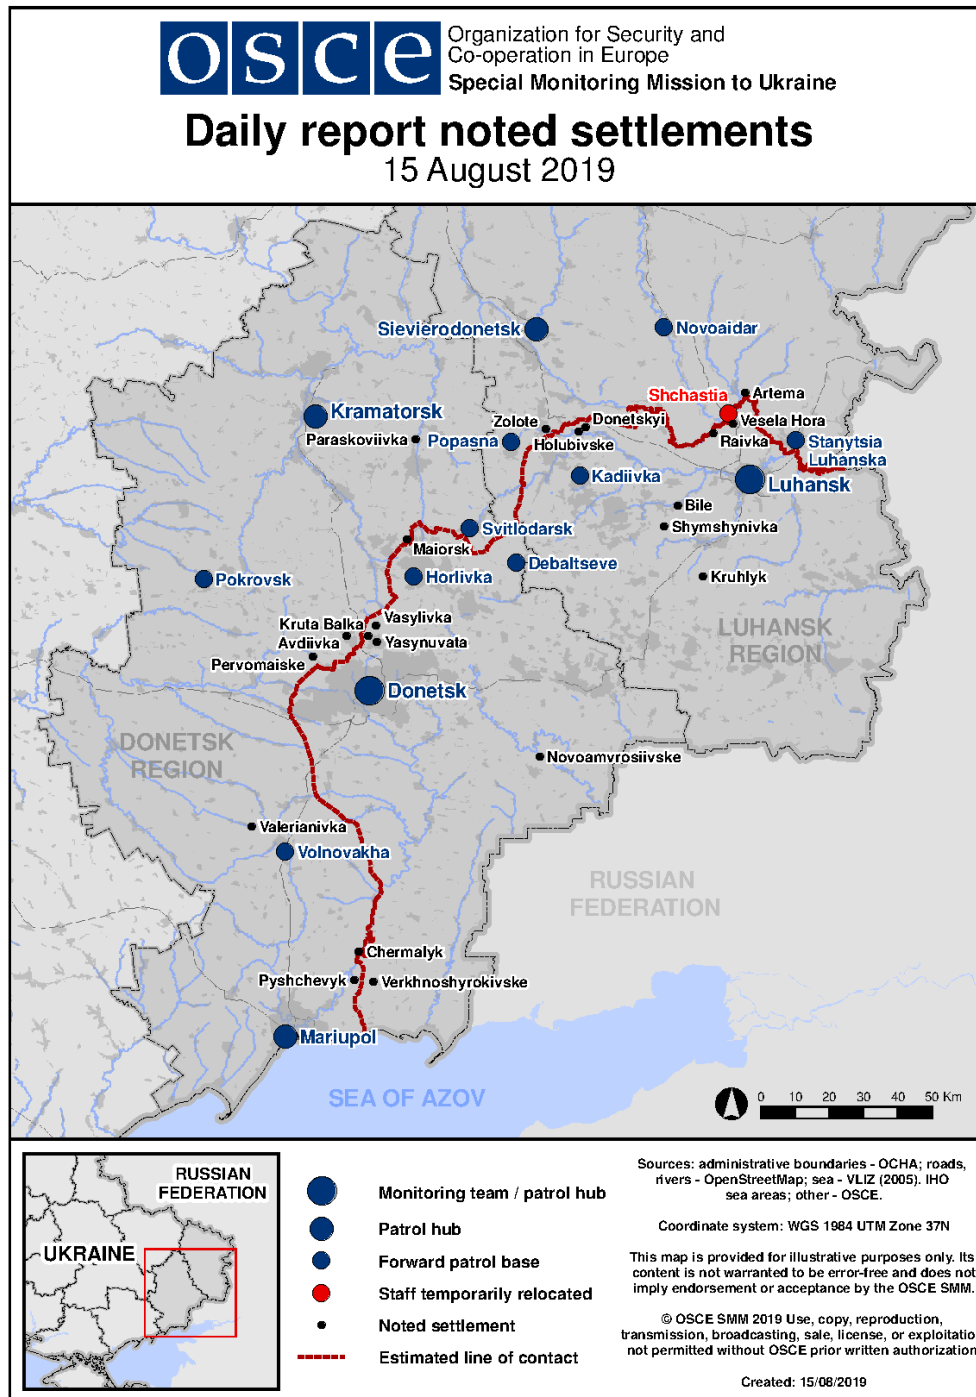 osce
Organization for Security and
Co-operation in Europe
Special Monitoring Mission to Ukraine
Daily report noted settlements
15 August 2019
Sievierodonetsk
Novoaidar
Shchastia
Artema
Kramatorsk
Zolote
Donetskyi
Vesela Hora
Paraskoviivka
Popasna
Holubivske
Raivka
Stanytsia
Luhanska
Kadiivka
Luhansk
Bile
Svitlodarsk
Shymshynivka
Maiorsk
Debaltseve
Pokrovsk
Horlivka
Kruhlyk
Vasylivka
Kruta Balka
Avdiivka
Yasynuvata
LUHANSK
REGION
Pervomaiske
Donetsk
DONETSK
REGION
Novoamvrosiivske
Valerianivka
Volnovakha
RUSSIAN
FEDERATION
Chermalyk
Pyshchevyk
Verkhnoshyrokivske
Mariupol
SEA OF AZOV
0 10 20 30 40 50 Km
RUSSIAN
FEDERATION
UKRAINE
Monitoring team / patrol hub
Patrol hub
Forward patrol base
Staff temporarily relocated
Noted settlement
Estimated line of contact
Sources: administrative boundaries - OCHA; roads,
rivers - OpenStreetMap; sea - VLIZ (2005). IHO
sea areas; other - OSCE.
Coordinate system: WGS 1984 UTM Zone 37N
This map is provided for illustrative purposes only. Its
content is not warranted to be error-free and does not
imply endorsement or acceptance by the OSCE SMM.
© OSCE SMM 2019 Use, copy, reproduction,
transmission, broadcasting, sale, license, or exploitatio
not permitted without OSCE prior written authorization
Created: 15/08/2019